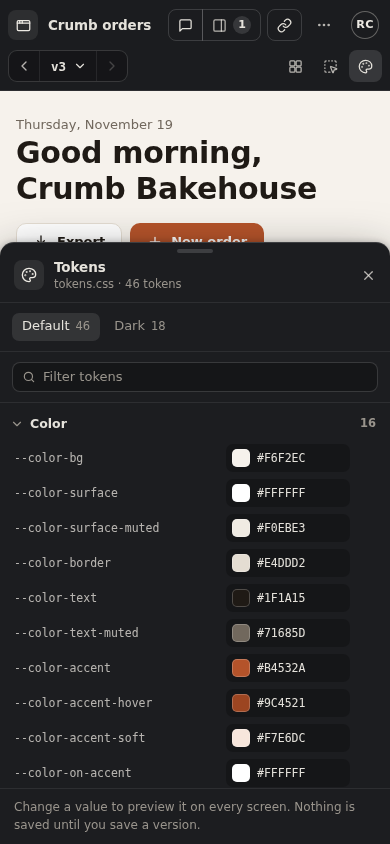 Crumb orders
1
RC
v3
Thursday, November 19
Good morning,
Crumb Bakehouse
Export
New order
Tokens
tokens.css · 46 tokens
Default 46
Dark 18
Filter tokens
Color
16
--color-bg
#F6F2EC
--color-surface
#FFFFFF
--color-surface-muted
#F0EBE3
--color-border
#E4DDD2
--color-text
#1F1A15
--color-text-muted
#71685D
--color-accent
#B4532A
--color-accent-hover
#9C4521
--color-accent-soft
#F7E6DC
--color-on-accent
#FFFFFF
Change a value to preview it on every screen. Nothing is
saved until you save a version.